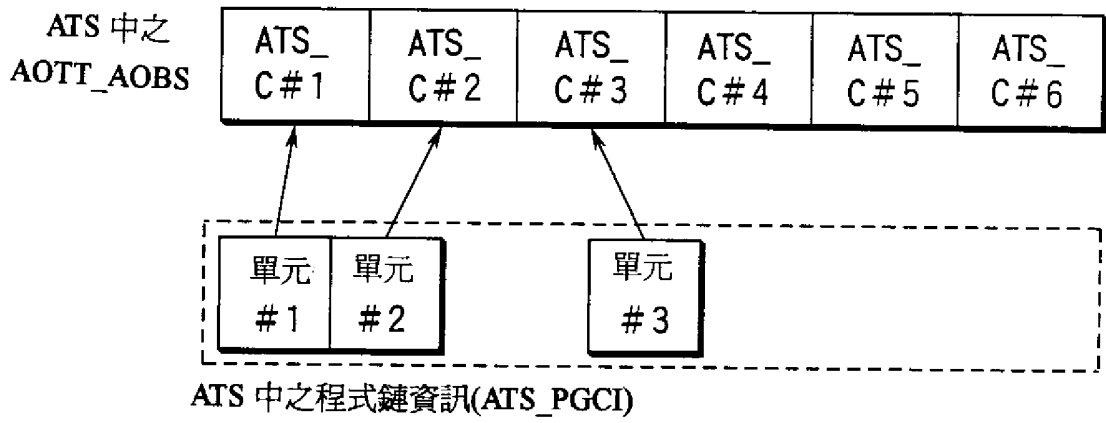 ATS 中之
AOTT_AOBS
ATS_
C#1
ATS_
C#2
ATS_
C#3
ATS_
C#4
ATS_
C#5
ATS_
C#6
單元
#1
單元
#2
單元
#3
ATS 中之程式鏈資訊(ATS_PGCI)